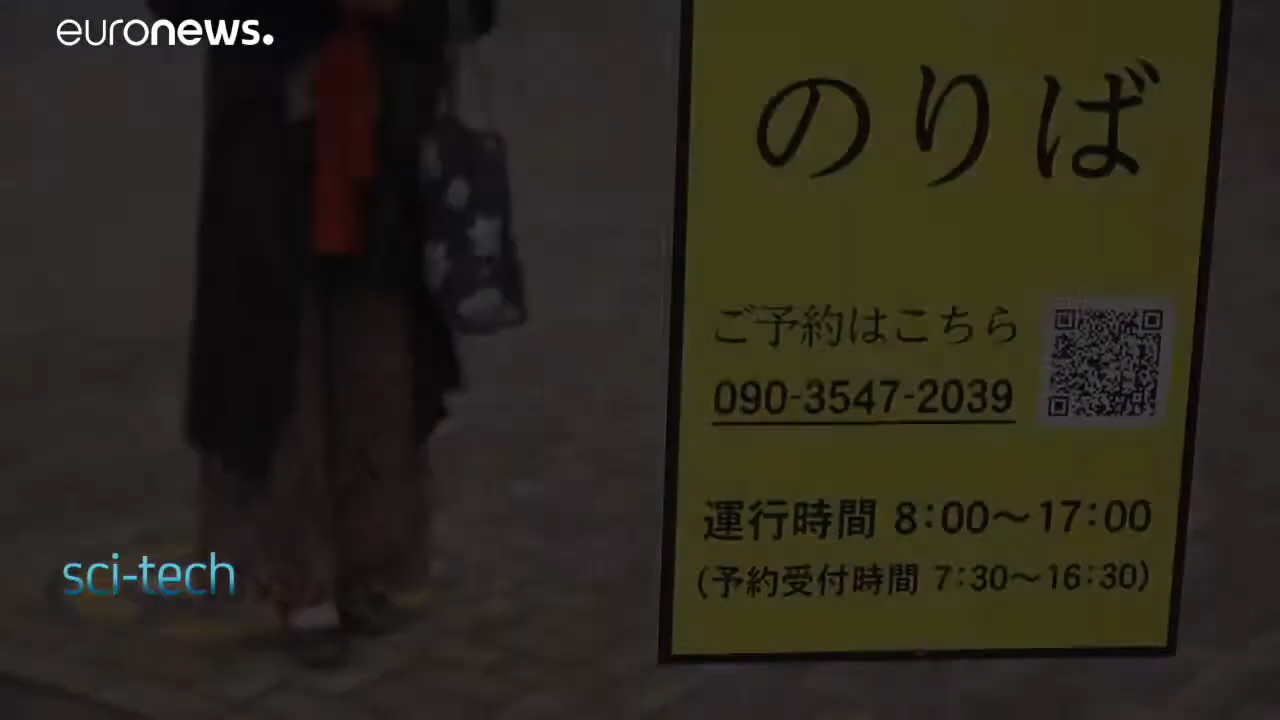 euronews.
のりば
ご予約はこちら
090-3547-2039
運行時間 8:00～17:00
(予約受付時間 7:30～16:30)
sci-tech